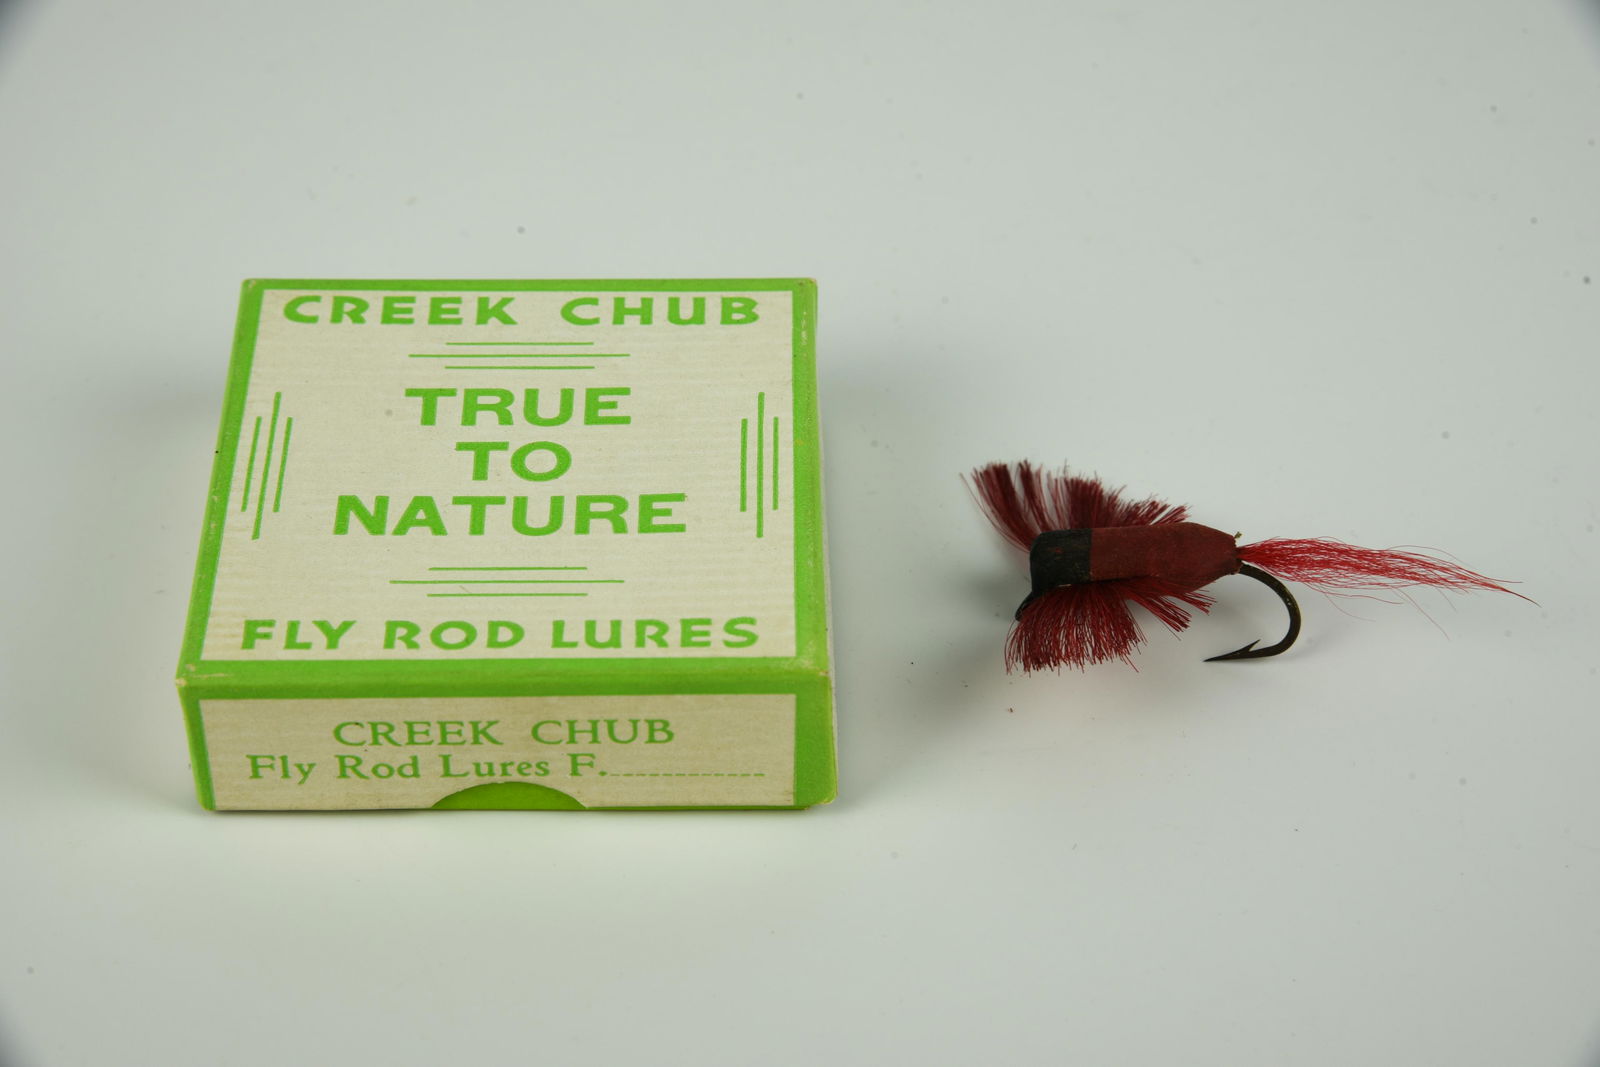 CREEK CHUB
TRUE
TO
NATURE
FLY ROD LURES
CREEK CHUB
Fly Rod Lures F.